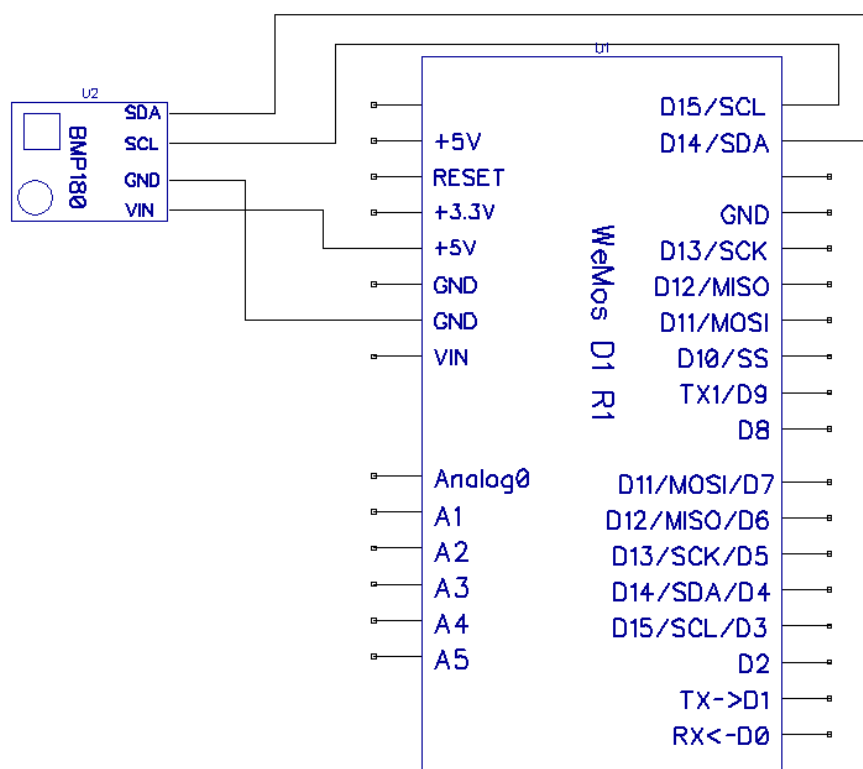 U2
SDA
SCL
GND
VIN
BMP180
U1
+5V
RESET
+3.3V
+5V
GND
GND
VIN
Analog0
A1
A2
A3
A4
A5
WeMos D1 R1
D15/SCL
D14/SDA
GND
D13/SCK
D12/MISO
D11/MOSI
D10/SS
TX1/D9
D8
D11/MOSI/D7
D12/MISO/D6
D13/SCK/D5
D14/SDA/D4
D15/SCL/D3
D2
TX->D1
RX<-D0